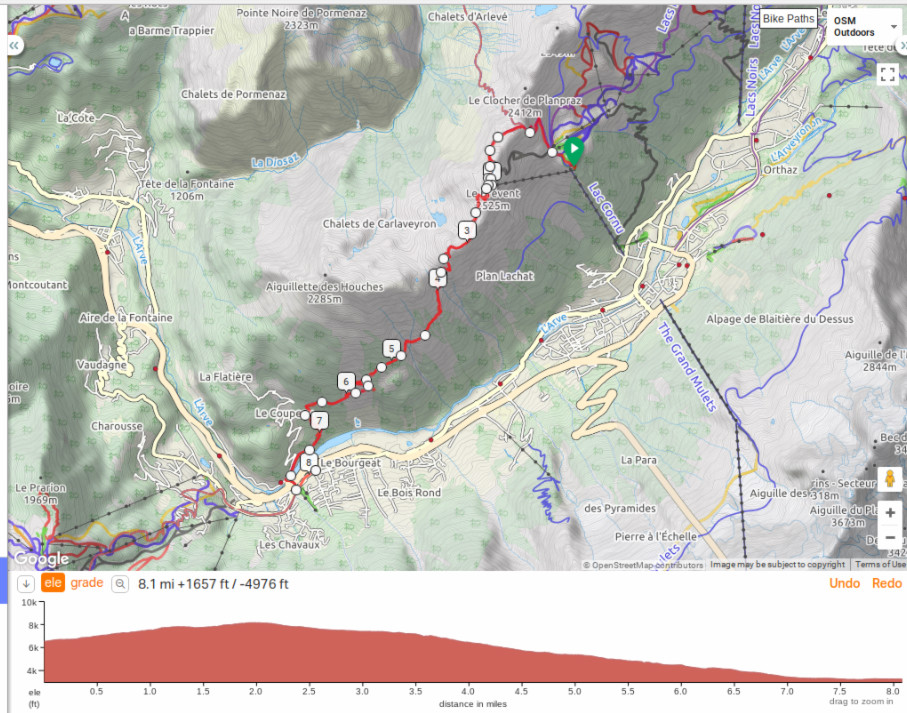 Pointe Noire de Pormenaz
2323m
Chalets d'Arlevé
A
a Barme Trappier
Lacs
Lacs Noirs
L'Arve
Bike Paths
OSM
Outdoors
Chalets de Pormenaz
Le Clocher de Planpraz
2412m
La Côte
La Diosaz
L'Arveyron
Orthaz
Tête de la Fontaine
1206m
2525m
Lac Cornu
Chalets de Carlaveyron
3
L'Arve
Plan Lachat
4
Aiguillette des Houches
2285m
Montcoutant
Aire de la Fontaine
L'Arve
Alpage de Blaitière du Dessus
5
Vaudagne
The Grand Mulets
Aiguille de l'
2844m
La Flatière
6
Le Coupe
7
L'Arve
Charousse
8
Le Bourgeat
La Para
Bec d
Le Prarion
1969m
Le Bois Rond
Aiguille des
318m
des Pyramides
Aiguille du Pl
3673m
Pierre à l'Échelle
Les Chavaux
Google
© OpenStreetMap contributors
Image may be subject to copyright
Terms of Use
ele
grade
8.1 mi +1657 ft / -4976 ft
Undo
Redo
10k
8k
6k
4k
ele
(ft)
0.5 1.0 1.5 2.0 2.5 3.0 3.5 4.0 4.5 5.0 5.5 6.0 6.5 7.0 7.5 8.0
distance in miles
drag to zoom in